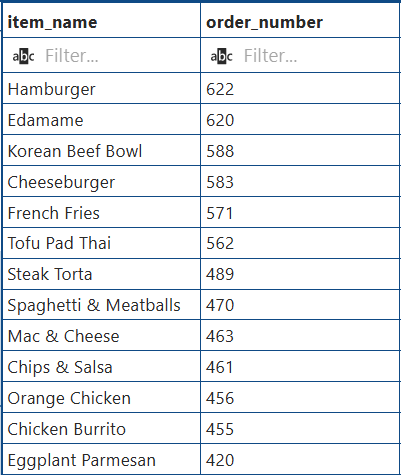 item_name order_number
abc Filter... abc Filter...
Hamburger 622
Edamame 620
Korean Beef Bowl 588
Cheeseburger 583
French Fries 571
Tofu Pad Thai 562
Steak Torta 489
Spaghetti & Meatballs 470
Mac & Cheese 463
Chips & Salsa 461
Orange Chicken 456
Chicken Burrito 455
Eggplant Parmesan 420